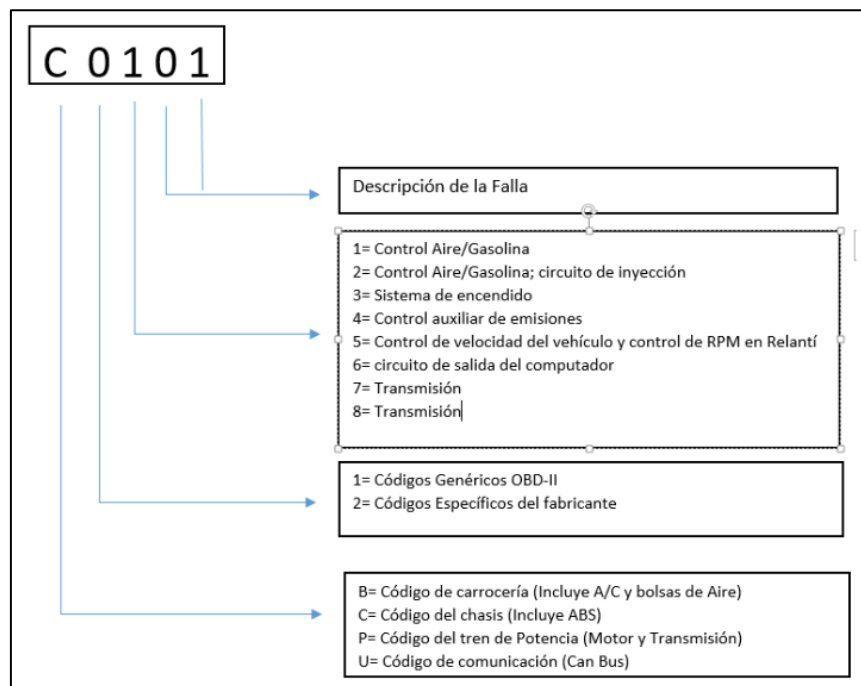 C 0 1 0 1
Descripción de la Falla
1= Control Aire/Gasolina
2= Control Aire/Gasolina; circuito de inyección
3= Sistema de encendido
4= Control auxiliar de emisiones
5= Control de velocidad del vehículo y control de RPM en Relantí
6= circuito de salida del computador
7= Transmisión
8= Transmisión
1= Códigos Genéricos OBD-II
2= Códigos Específicos del fabricante
B= Código de carrocería (Incluye A/C y bolsas de Aire)
C= Código del chasis (Incluye ABS)
P= Código del tren de Potencia (Motor y Transmisión)
U= Código de comunicación (Can Bus)